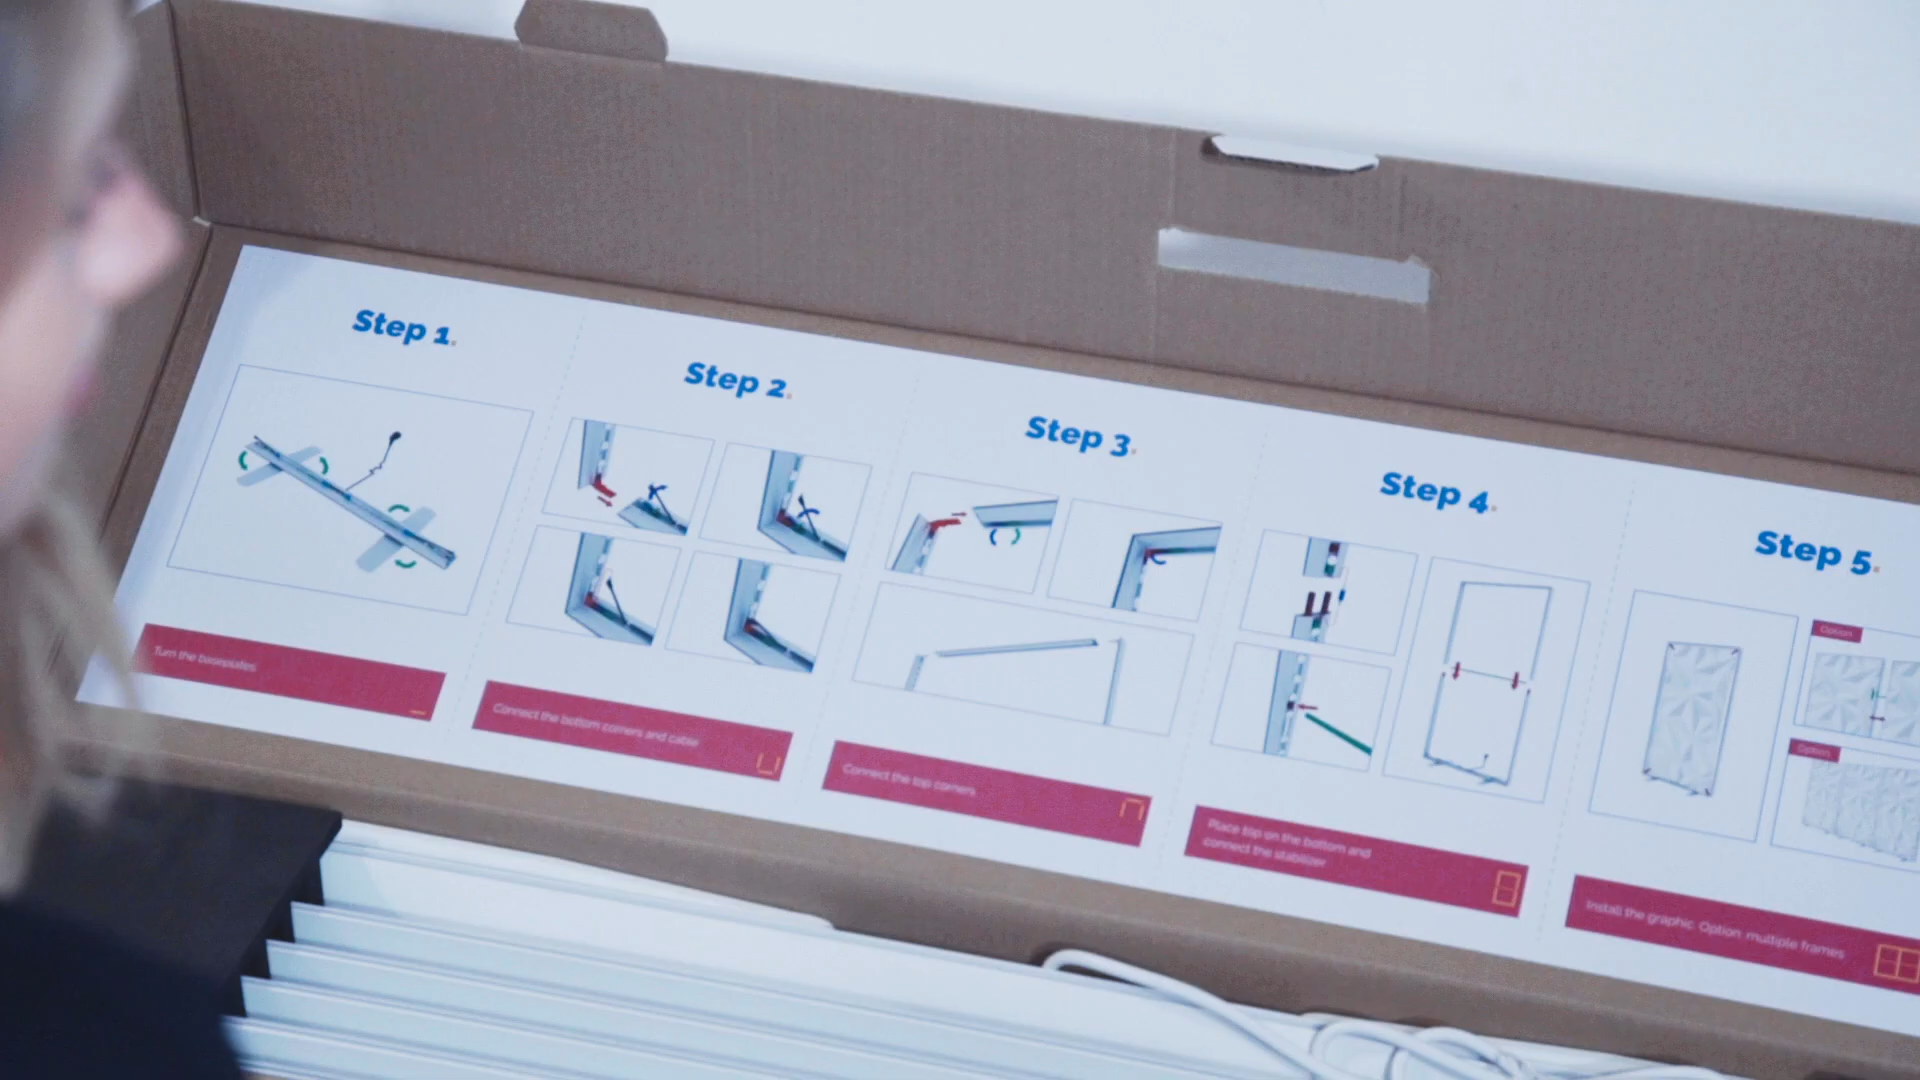 Step 1.
Step 2.
Step 3.
Step 4.
Step 5.
Option
Option
Turn the baseplates
Connect the bottom corners and cable
Connect the top corners
Place top on the bottom and
connect the stabilizer
Install the graphic. Option: multiple frames